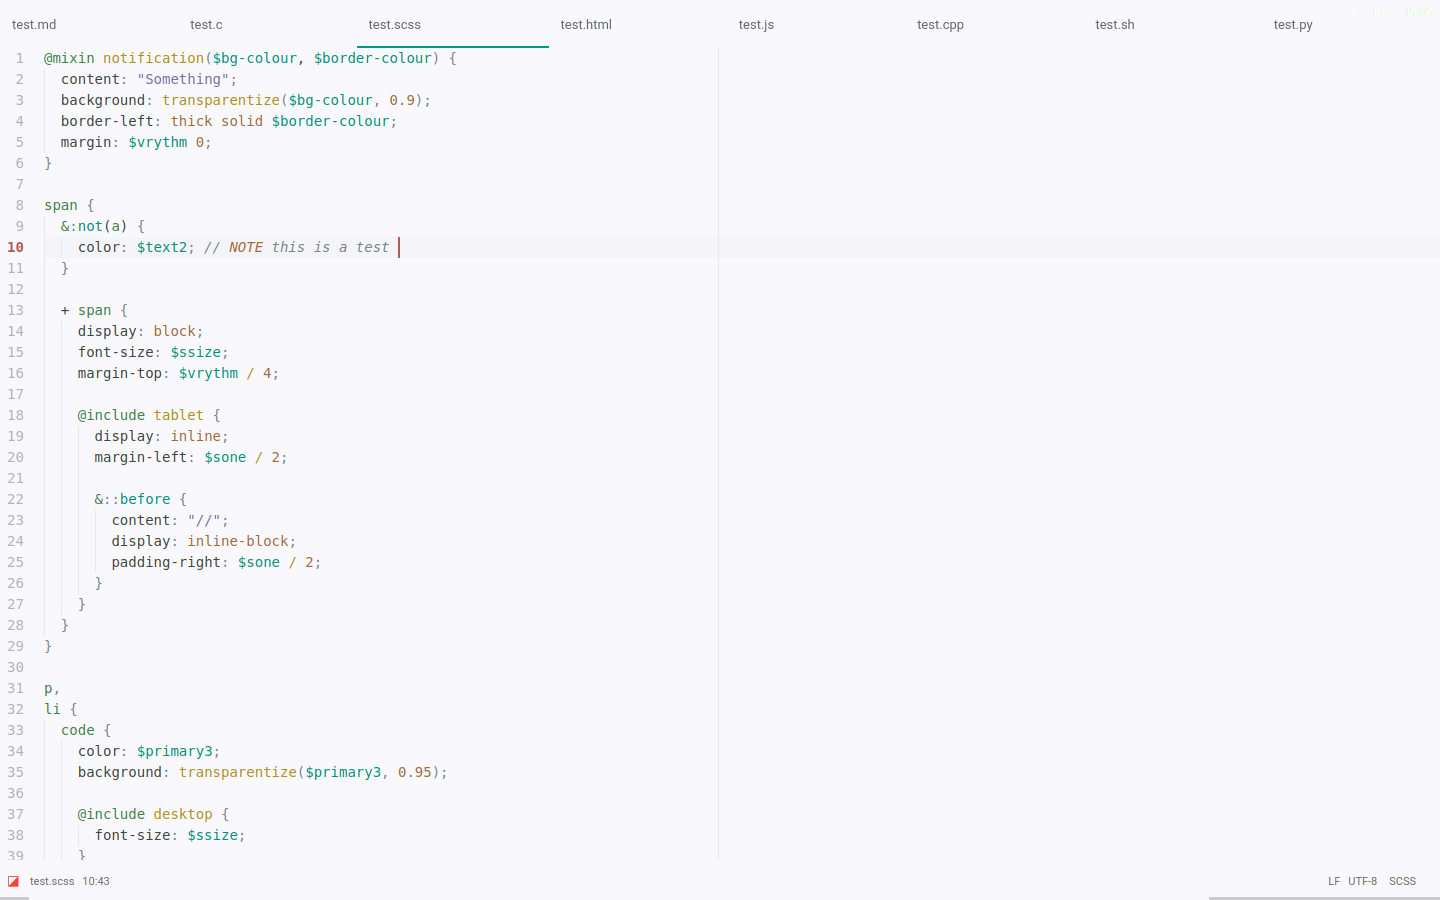 test.md test.c test.scss test.html test.js test.cpp test.sh test.py
1 @mixin notification($bg-colour, $border-colour) {
2   content: "Something";
3   background: transparentize($bg-colour, 0.9);
4   border-left: thick solid $border-colour;
5   margin: $vrythm 0;
6 }
7
8 span {
9   &:not(a) {
10     color: $text2; // NOTE this is a test
11   }
12
13   + span {
14     display: block;
15     font-size: $ssize;
16     margin-top: $vrythm / 4;
17
18     @include tablet {
19       display: inline;
20       margin-left: $sone / 2;
21
22       &::before {
23         content: "//";
24         display: inline-block;
25         padding-right: $sone / 2;
26       }
27     }
28   }
29 }
30
31 p,
32 li {
33   code {
34     color: $primary3;
35     background: transparentize($primary3, 0.95);
36
37     @include desktop {
38       font-size: $ssize;
39     }
test.scss 10:43 LF UTF-8 SCSS